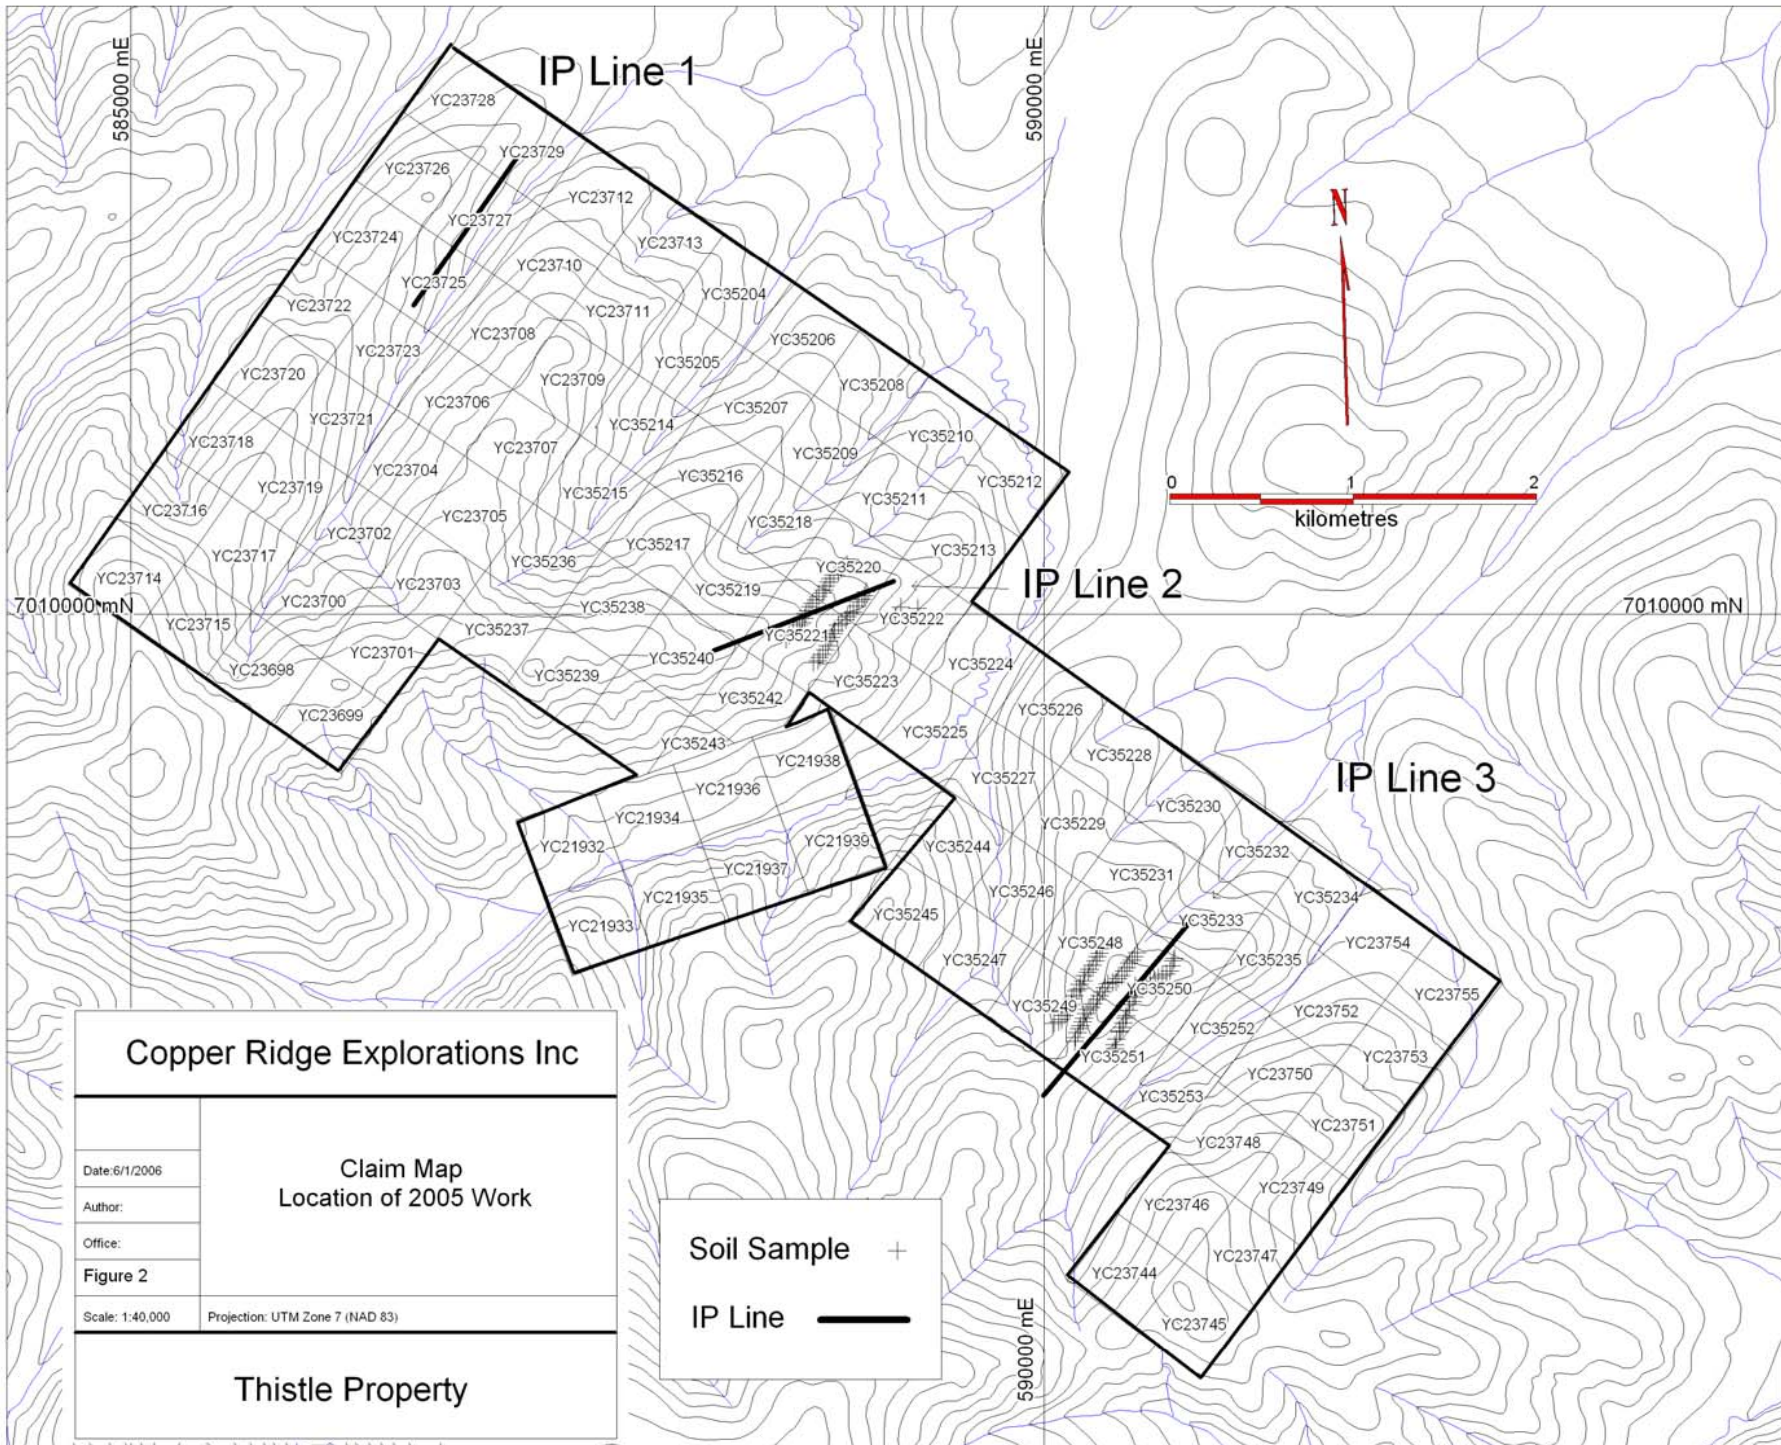 IP Line 1
585000 mE
590000 mE
YC23728
YC23729
YC23726
YC23712
YC23727
YC23724
YC23713
YC23710
YC23725
YC35204
YC23722
YC23711
YC23708
YC35206
YC23723
YC35205
YC23720
YC23709
YC35208
YC23706
YC35207
YC23721
YC35214
YC35210
YC23718
YC23707
YC35209
YC23704
YC35216
YC35212
YC23719
YC35215
YC35211
YC23716
YC23705
YC35218
YC23702
YC35217
YC35213
YC23717
YC35236
YC35220
YC23714
YC23703
YC35219
YC23700
YC35238
YC35222
YC23715
YC35237
YC35221
YC23701
YC35240
YC35224
YC23698
YC35239
YC35223
YC35242
YC35226
YC23699
YC35225
YC35243
YC35228
YC21938
YC35227
YC21936
YC35230
YC21934
YC35229
YC21932
YC21939
YC35244
YC35232
YC21937
YC35231
YC35246
YC21935
YC35234
YC35245
YC35233
YC21933
YC35248
YC23754
YC35247
YC35235
YC35250
YC23755
YC35249
YC23752
YC35252
YC35251
YC23753
YC23750
YC35253
YC23751
YC23748
YC23749
YC23746
YC23747
YC23744
YC23745
N
0 1 2
kilometres
IP Line 2
7010000 mN
7010000 mN
IP Line 3
590000 mE
Copper Ridge Explorations Inc
Date:6/1/2006
Author:
Office:
Figure 2
Scale: 1:40,000
Claim Map
Location of 2005 Work
Projection: UTM Zone 7 (NAD 83)
Thistle Property
Soil Sample
IP Line